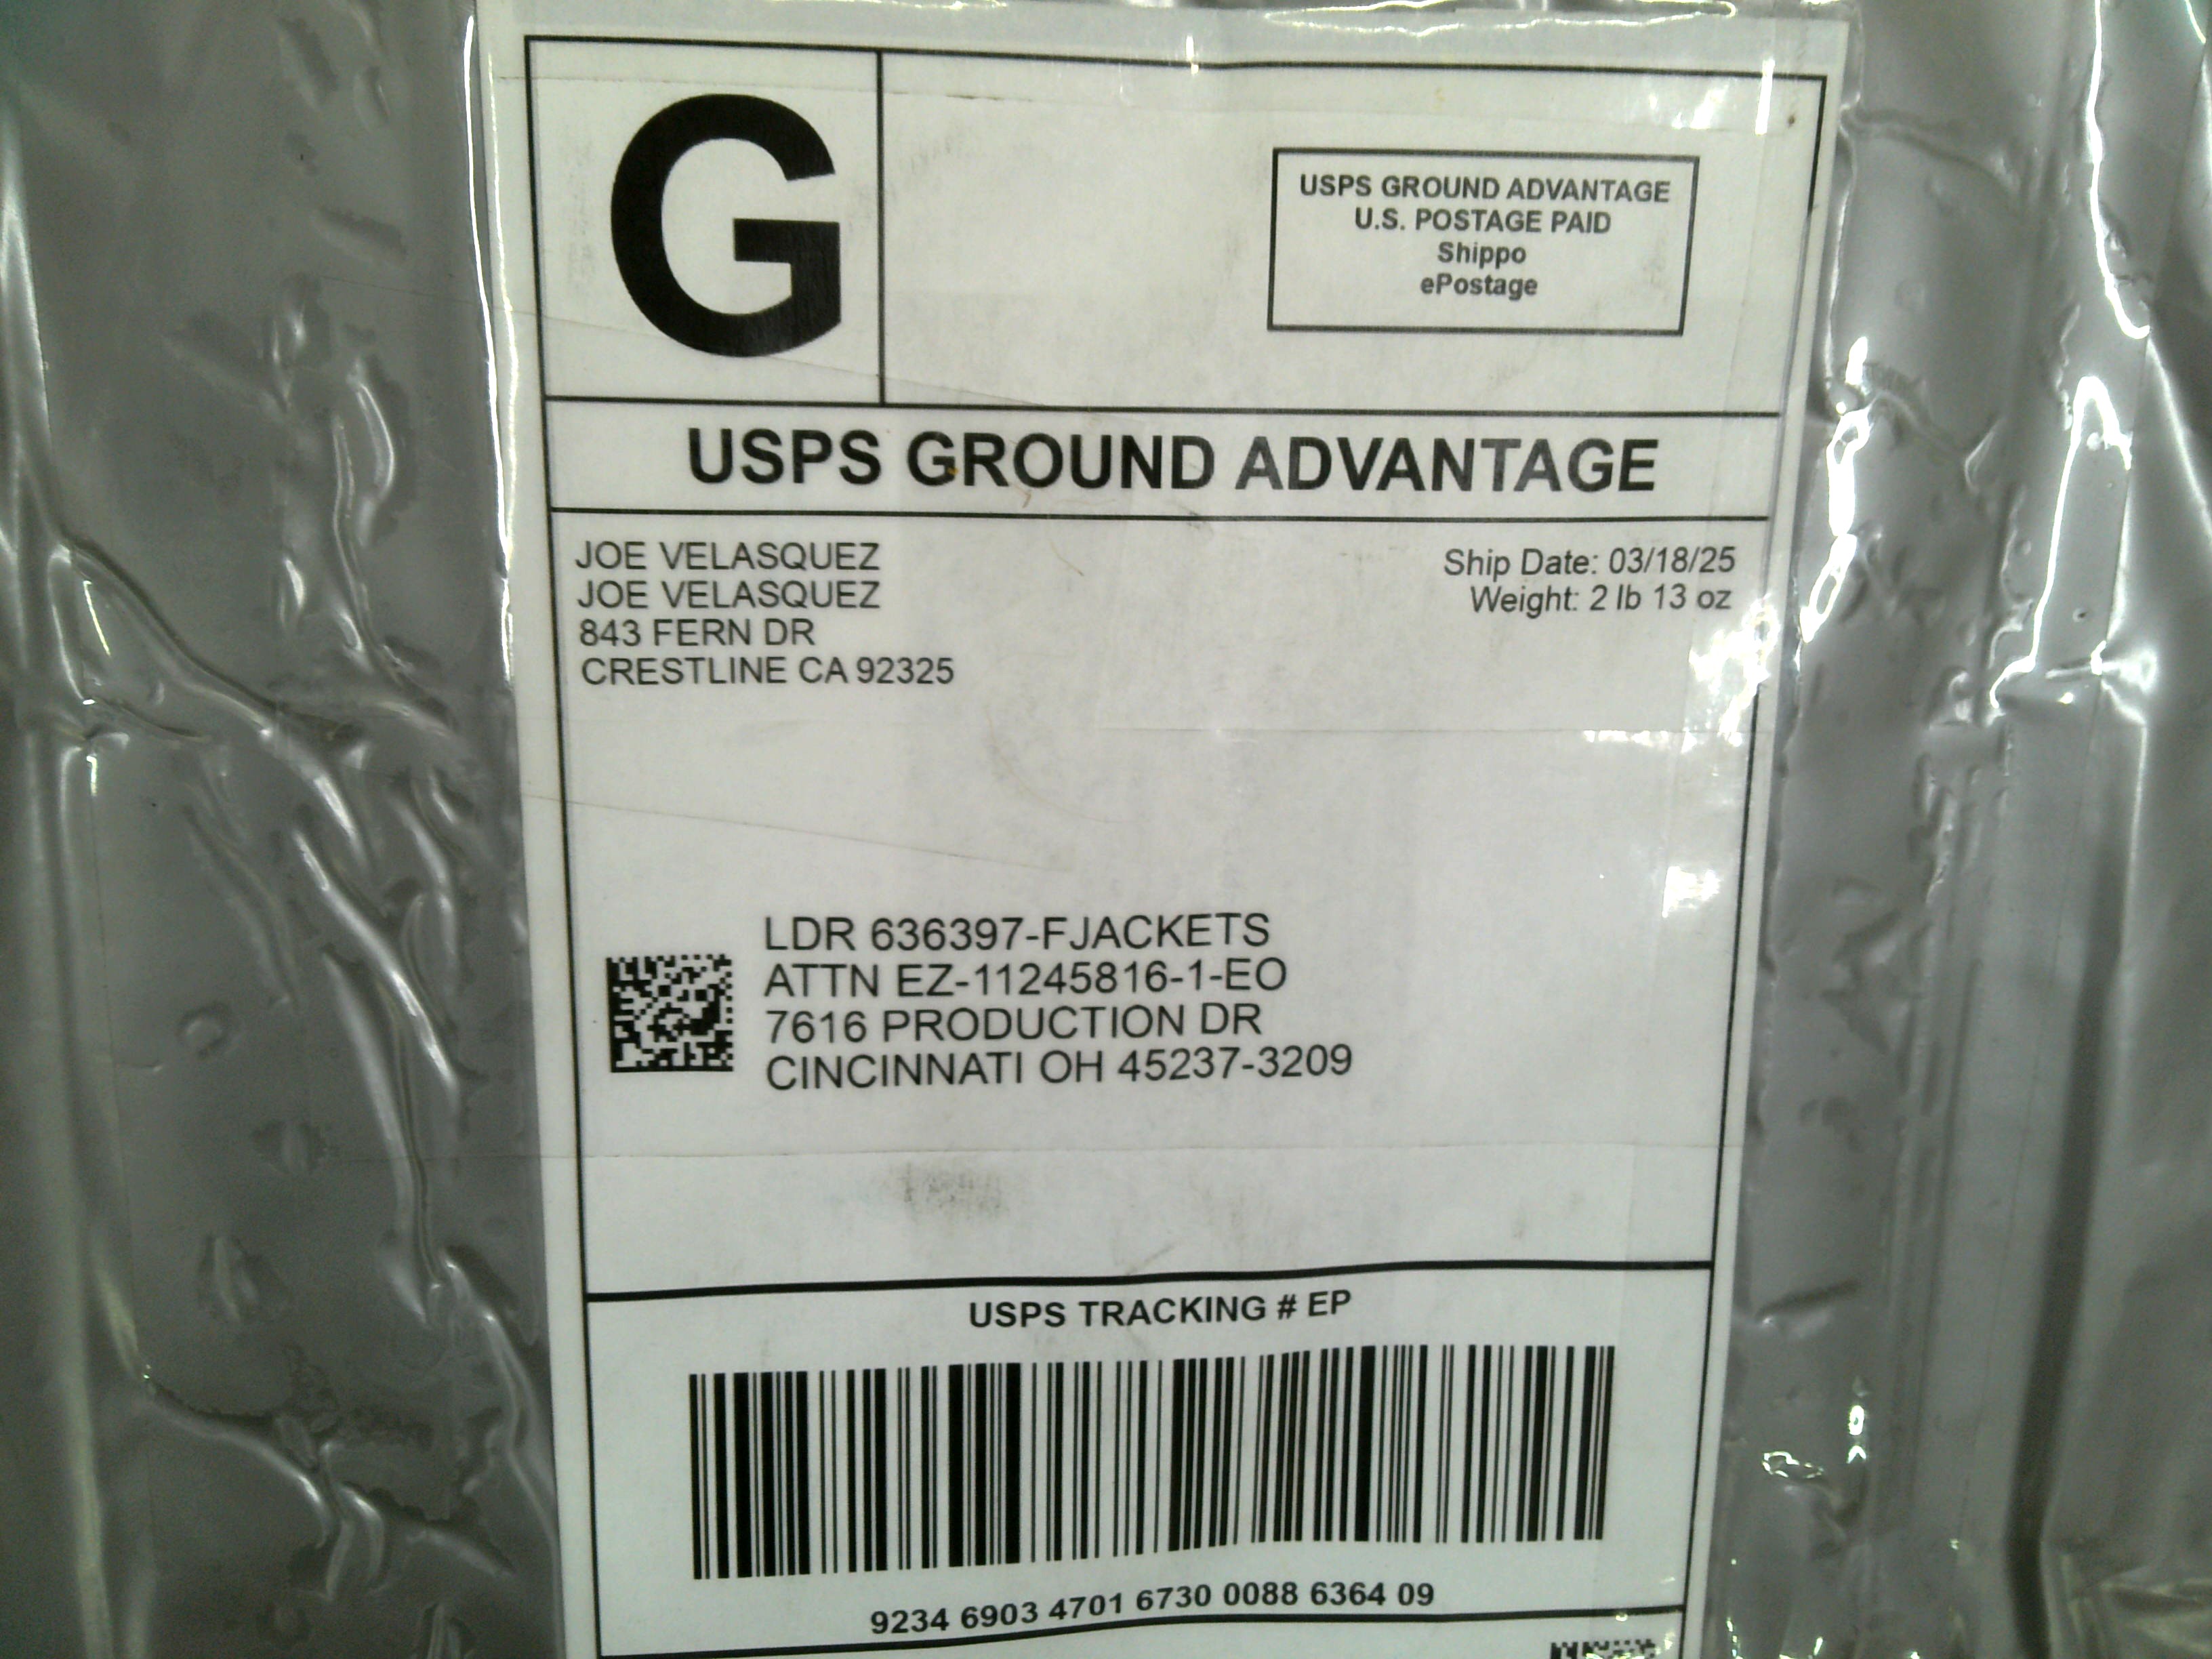 G
USPS GROUND ADVANTAGE
U.S. POSTAGE PAID
Shippo
ePostage
USPS GROUND ADVANTAGE
JOE VELASQUEZ
JOE VELASQUEZ
843 FERN DR
CRESTLINE CA 92325
Ship Date: 03/18/25
Weight: 2 lb 13 oz
LDR 636397-FJACKETS
ATTN EZ-11245816-1-EO
7616 PRODUCTION DR
CINCINNATI OH 45237-3209
USPS TRACKING # EP
9234 6903 4701 6730 0088 6364 09